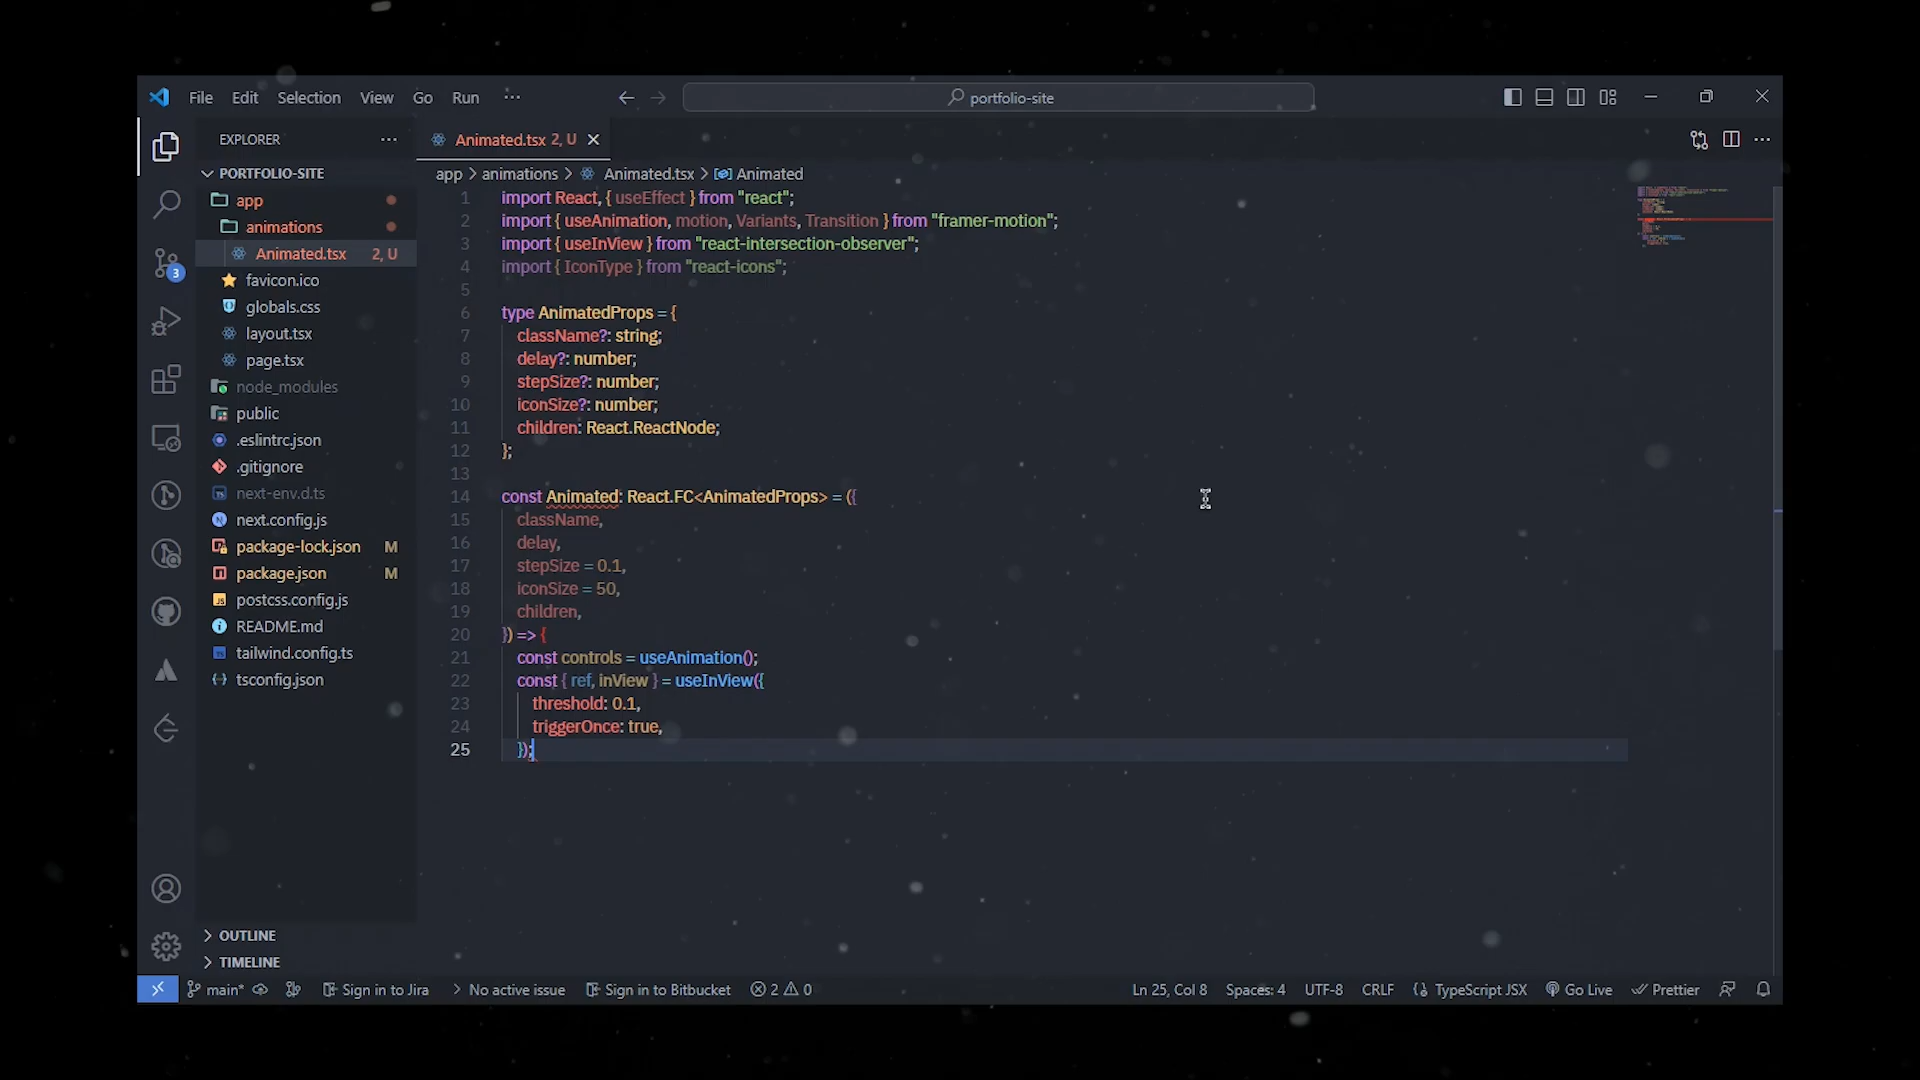 File Edit Selection View Go Run ···
portfolio-site
EXPLORER ···
PORTFOLIO-SITE
app
animations
Animated.tsx 2, U
favicon.ico
globals.css
layout.tsx
page.tsx
node_modules
public
.eslintrc.json
.gitignore
next-env.d.ts
next.config.js
package-lock.json M
package.json M
postcss.config.js
README.md
tailwind.config.ts
tsconfig.json
OUTLINE
TIMELINE
3
Animated.tsx 2, U
app > animations > Animated.tsx > Animated
1 import React, { useEffect } from "react";
2 import { useAnimation, motion, Variants, Transition } from "framer-motion";
3 import { useInView } from "react-intersection-observer";
4 import { IconType } from "react-icons";
5
6 type AnimatedProps = {
7 className?: string;
8 delay?: number;
9 stepSize?: number;
10 iconSize?: number;
11 children: React.ReactNode;
12 };
13
14 const Animated: React.FC<AnimatedProps> = ({
15 className,
16 delay,
17 stepSize = 0.1,
18 iconSize = 50,
19 children,
20 }) => {
21 const controls = useAnimation();
22 const { ref, inView } = useInView({
23 threshold: 0.1,
24 triggerOnce: true,
25 });
main* Sign in to Jira > No active issue Sign in to Bitbucket 2 0 Ln 25, Col 8 Spaces: 4 UTF-8 CRLF TypeScript JSX Go Live Prettier